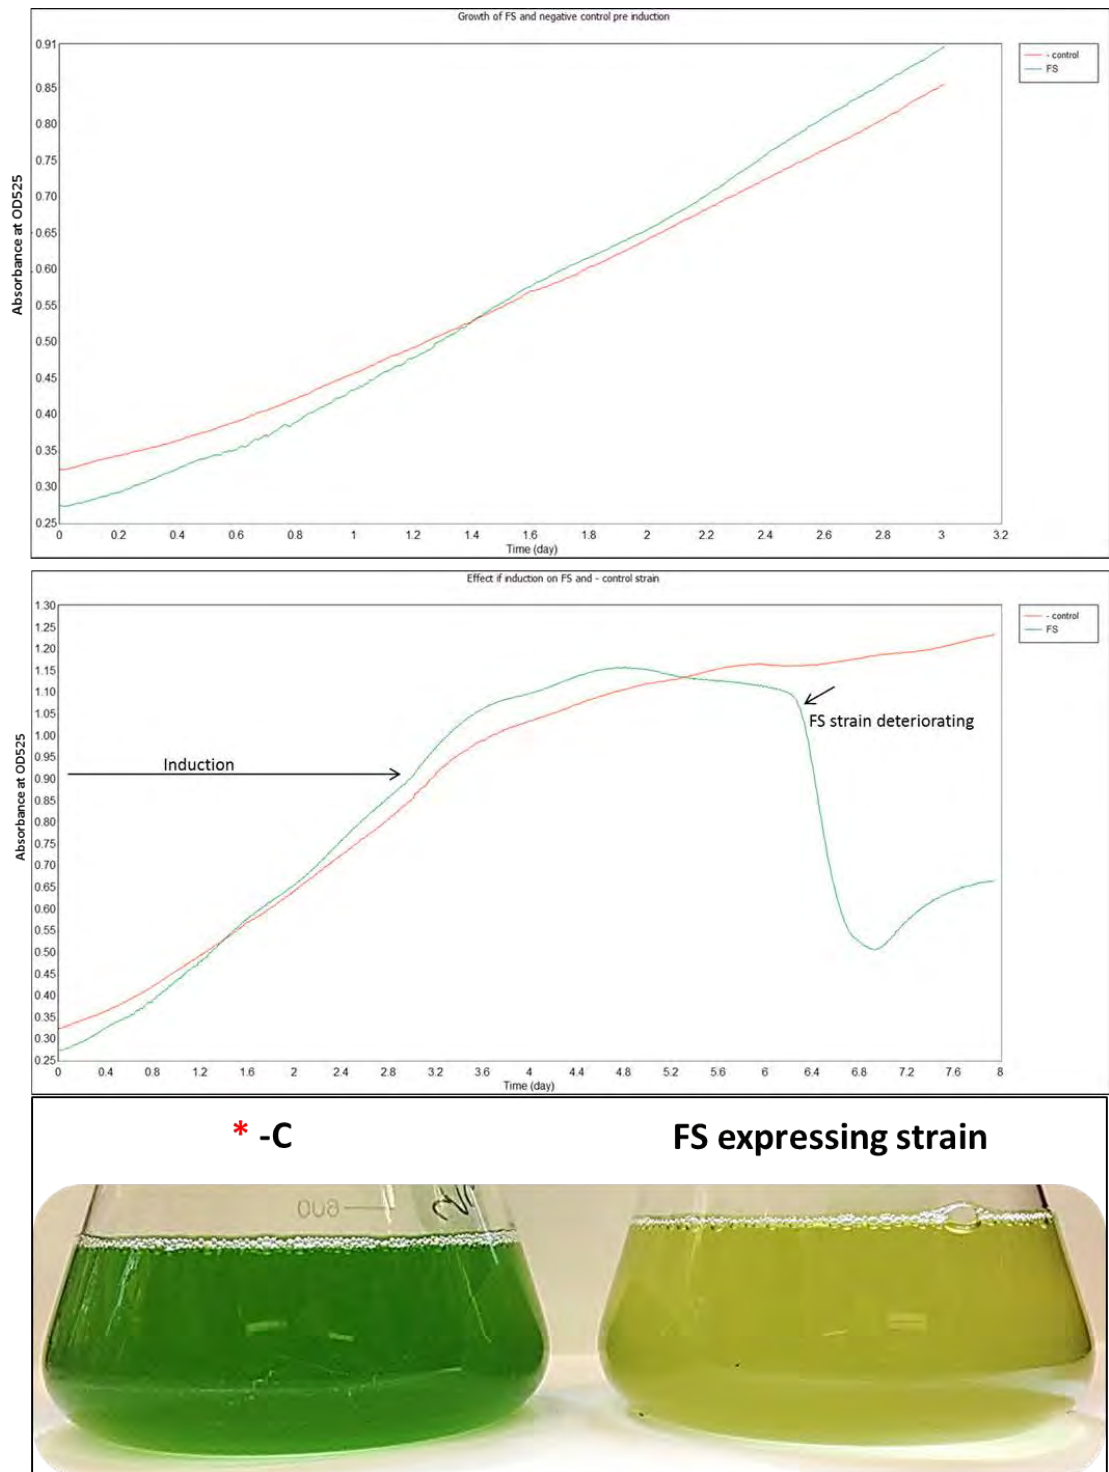 Growth of FS and negative control pre induction
0.91
0.85
0.80
0.75
0.70
0.65
0.60
0.55
0.50
0.45
0.40
0.35
0.30
0.25
Absorbance at OD525
0 0.2 0.4 0.6 0.8 1 1.2 1.4 1.6 1.8 2 2.2 2.4 2.6 2.8 3 3.2
Time (day)
- control
FS
Effect if induction on FS and - control strain
1.30
1.25
1.20
1.15
1.10
1.05
1.00
0.95
0.90
0.85
0.80
0.75
0.70
0.65
0.60
0.55
0.50
0.45
0.40
0.35
0.30
0.25
Absorbance at OD525
Induction
FS strain deteriorating
0 0.4 0.8 1.2 1.6 2 2.4 2.8 3.2 3.6 4 4.4 4.8 5.2 5.6 6 6.4 6.8 7.2 7.6 8
Time (day)
- control
FS
* -C
FS expressing strain
600